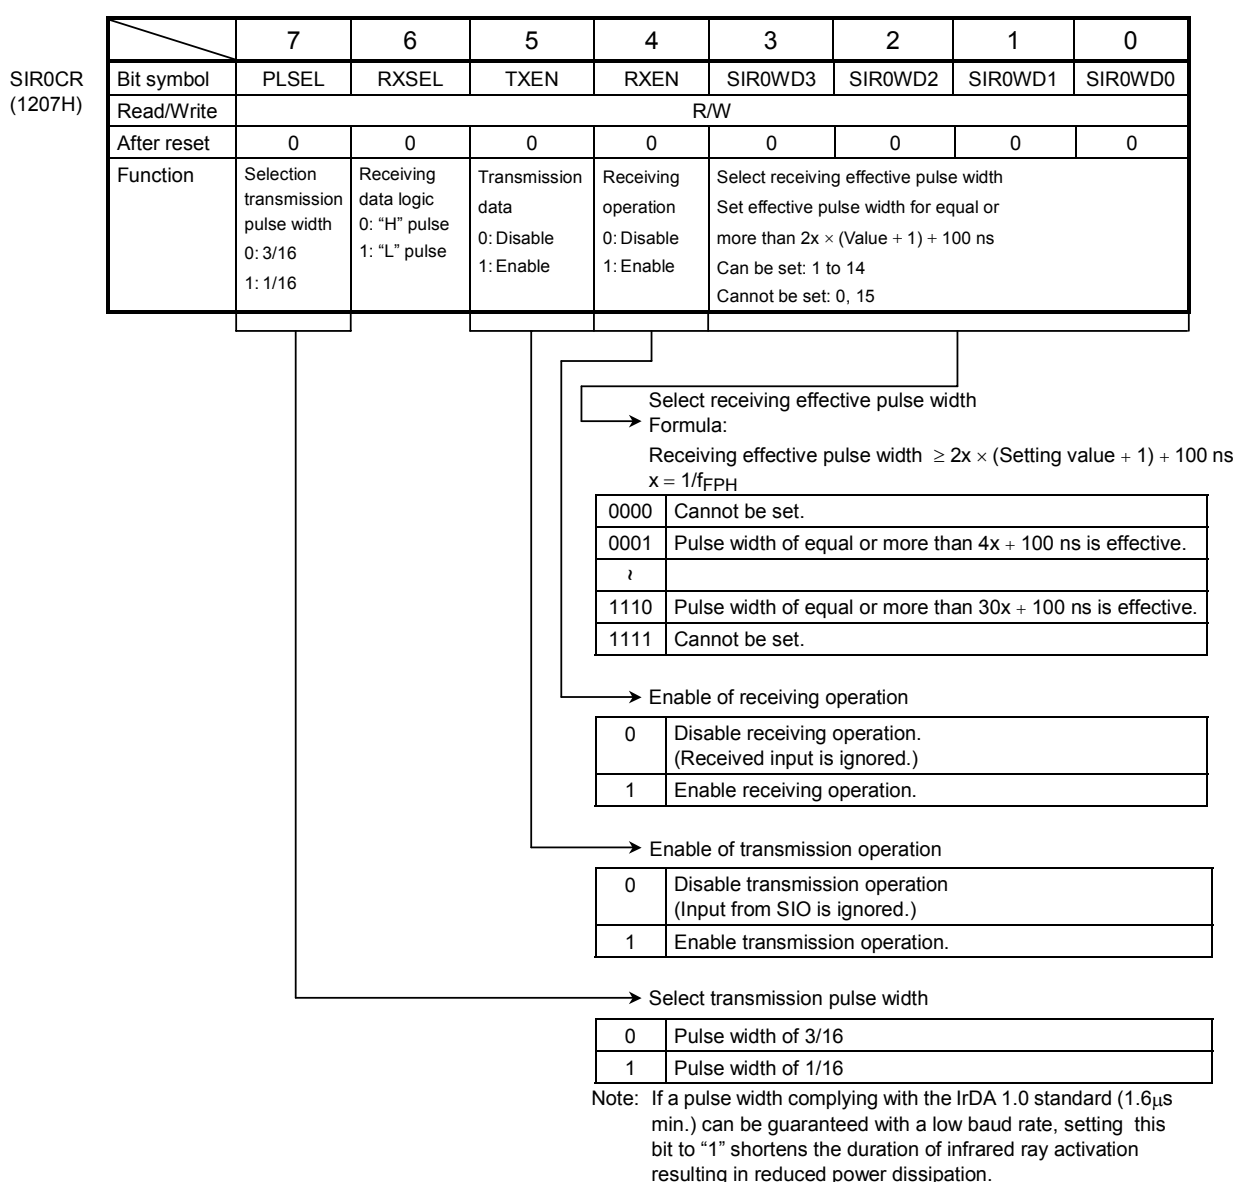 7 6 5 4 3 2 1 0
SIR0CR
(1207H)
Bit symbol PLSEL RXSEL TXEN RXEN SIR0WD3 SIR0WD2 SIR0WD1 SIR0WD0
Read/Write R/W
After reset 0 0 0 0 0 0 0 0
Function
Selection
transmission
pulse width
0: 3/16
1: 1/16
Receiving
data logic
0: “H” pulse
1: “L” pulse
Transmission
data
0: Disable
1: Enable
Receiving
operation
0: Disable
1: Enable
Select receiving effective pulse width
Set effective pulse width for equal or
more than 2x × (Value + 1) + 100 ns
Can be set: 1 to 14
Cannot be set: 0, 15
Select receiving effective pulse width
Formula:
Receiving effective pulse width ≥ 2x × (Setting value + 1) + 100 ns
x = 1/fFPH
0000 Cannot be set.
0001 Pulse width of equal or more than 4x + 100 ns is effective.
≀
1110 Pulse width of equal or more than 30x + 100 ns is effective.
1111 Cannot be set.
Enable of receiving operation
0 Disable receiving operation.
(Received input is ignored.)
1 Enable receiving operation.
Enable of transmission operation
0 Disable transmission operation
(Input from SIO is ignored.)
1 Enable transmission operation.
Select transmission pulse width
0 Pulse width of 3/16
1 Pulse width of 1/16
Note: If a pulse width complying with the IrDA 1.0 standard (1.6μs
min.) can be guaranteed with a low baud rate, setting this
bit to “1” shortens the duration of infrared ray activation
resulting in reduced power dissipation.